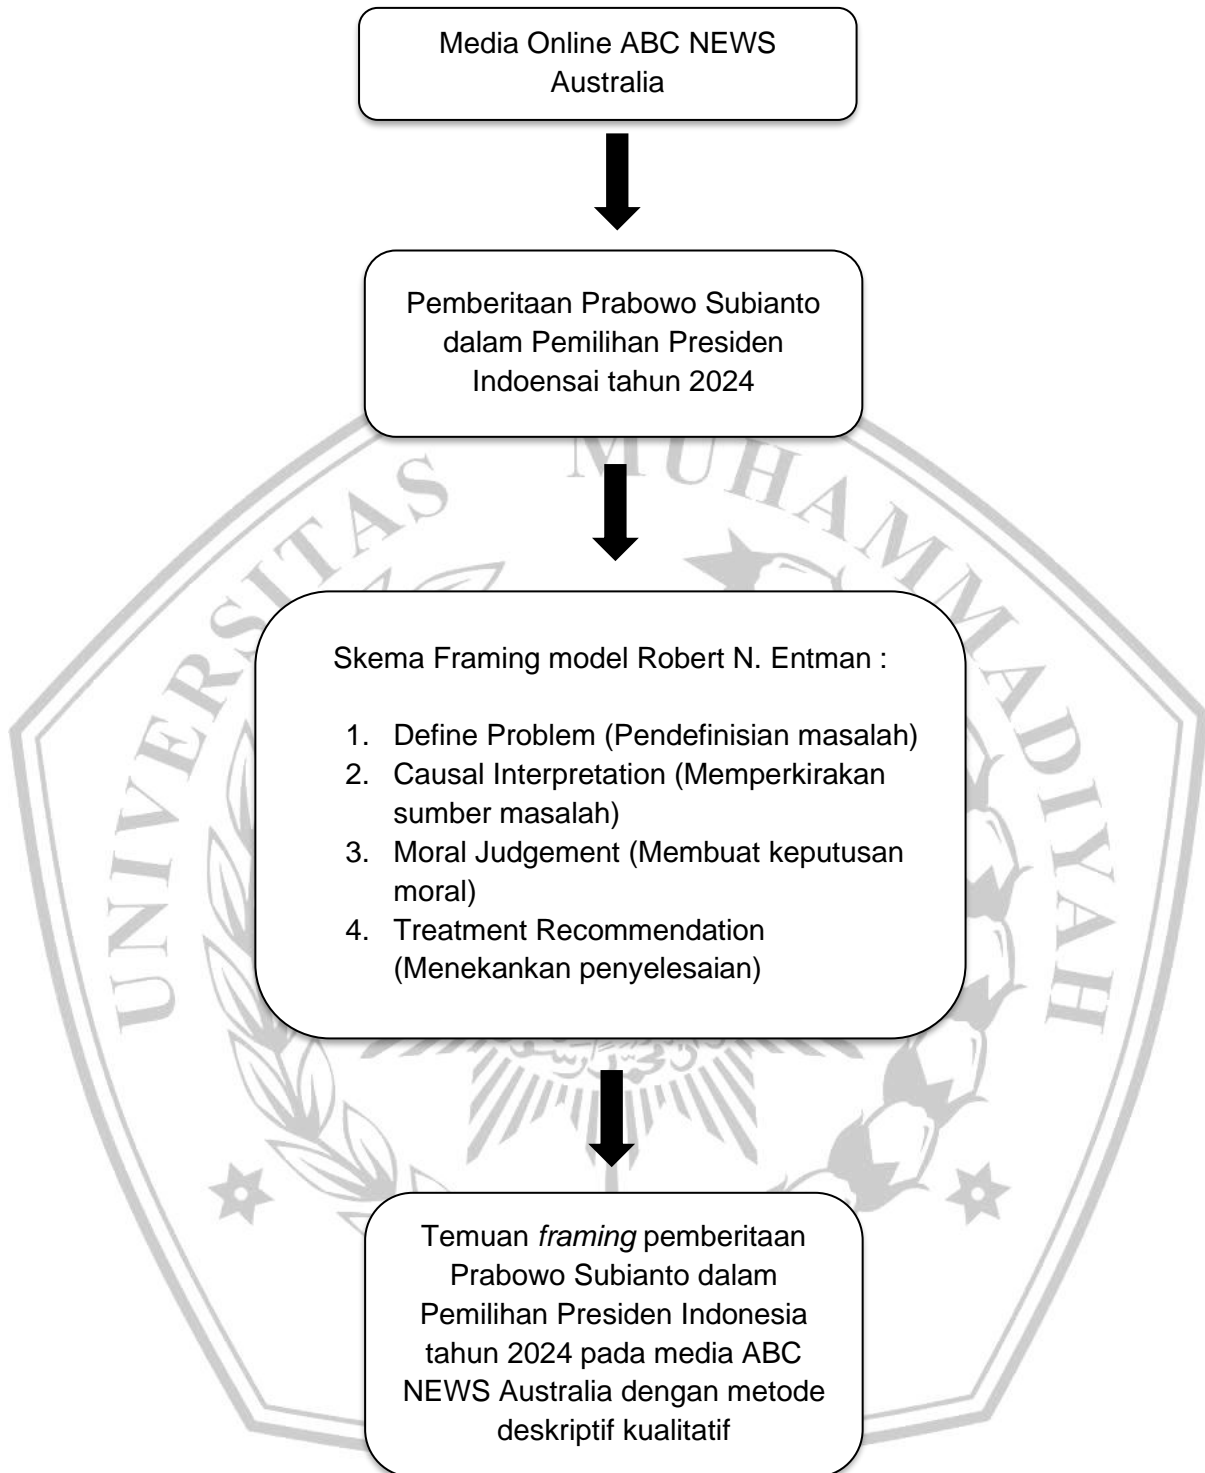 Media Online ABC NEWS
Australia
Pemberitaan Prabowo Subianto
dalam Pemilihan Presiden
Indoensai tahun 2024
UNIVERSITAS MUHAMMADIYAH
Skema Framing model Robert N. Entman :
1. Define Problem (Pendefinisian masalah)
2. Causal Interpretation (Memperkirakan
sumber masalah)
3. Moral Judgement (Membuat keputusan
moral)
4. Treatment Recommendation
(Menekankan penyelesaian)
Temuan framing pemberitaan
Prabowo Subianto dalam
Pemilihan Presiden Indonesia
tahun 2024 pada media ABC
NEWS Australia dengan metode
deskriptif kualitatif